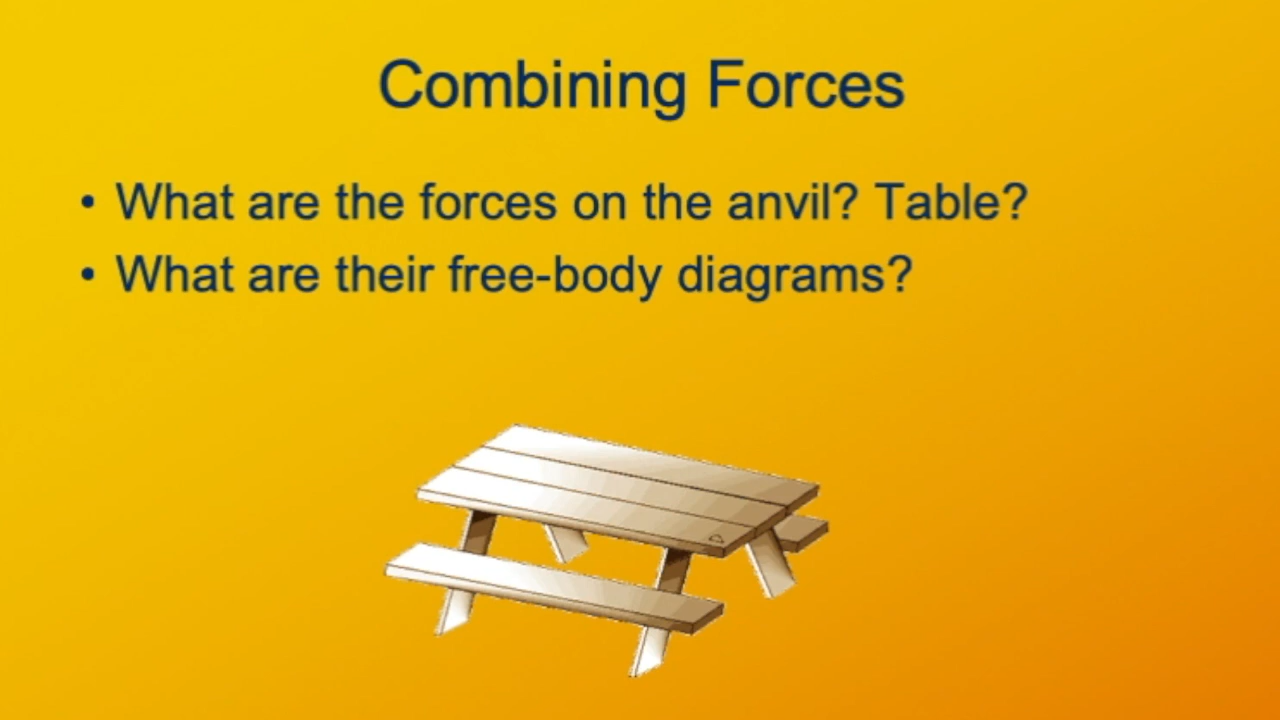 Combining Forces
• What are the forces on the anvil? Table?
• What are their free-body diagrams?